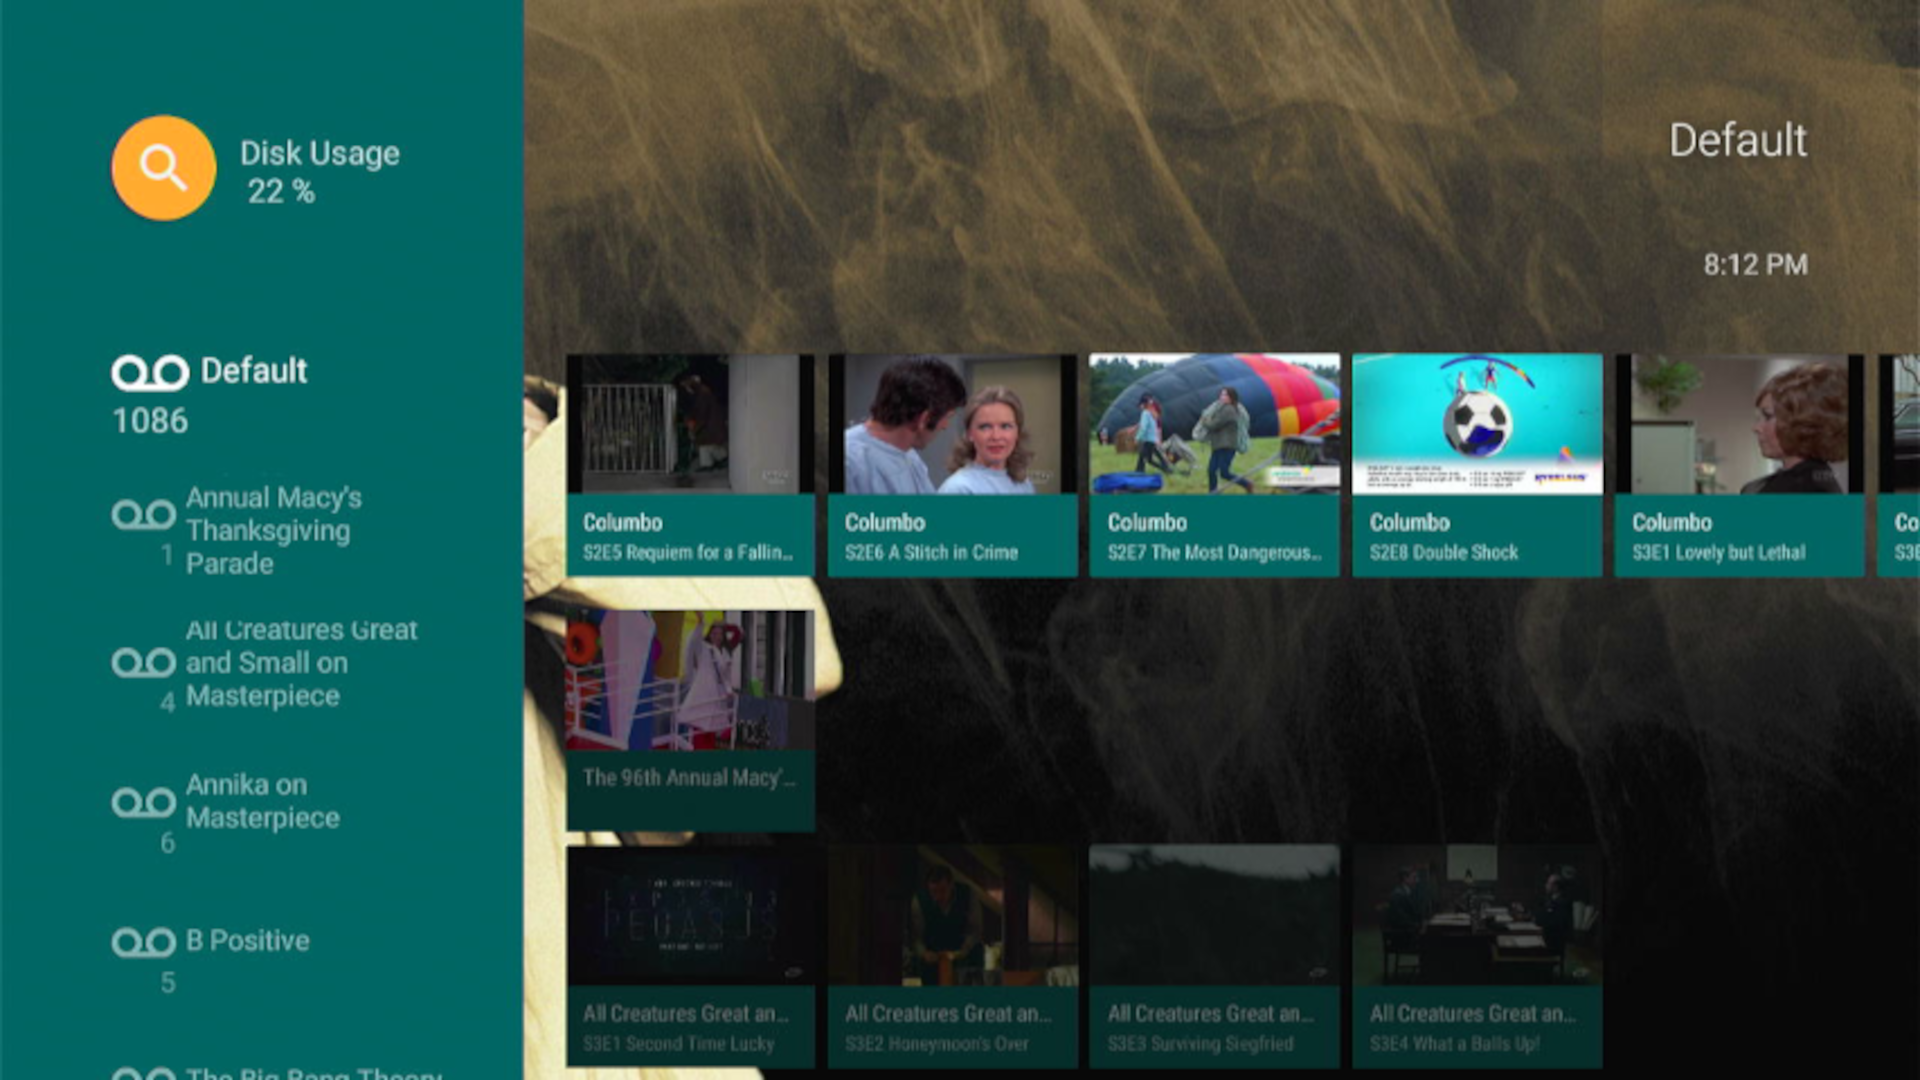 Disk Usage
22 %
Default
8:12 PM
Default
1086
Annual Macy's
Thanksgiving
Parade
1
All Creatures Great
and Small on
Masterpiece
4
Annika on
Masterpiece
6
B Positive
5
The Big Bang Theory
Columbo
S2E5 Requiem for a Fallin...
Columbo
S2E6 A Stitch in Crime
Columbo
S2E7 The Most Dangerous...
Columbo
S2E8 Double Shock
Columbo
S3E1 Lovely but Lethal
Co
S3E
The 96th Annual Macy'...
All Creatures Great an...
S3E1 Second Time Lucky
All Creatures Great an...
S3E2 Honeymoon's Over
All Creatures Great an...
S3E3 Surviving Siegfried
All Creatures Great an...
S3E4 What a Balls Up!